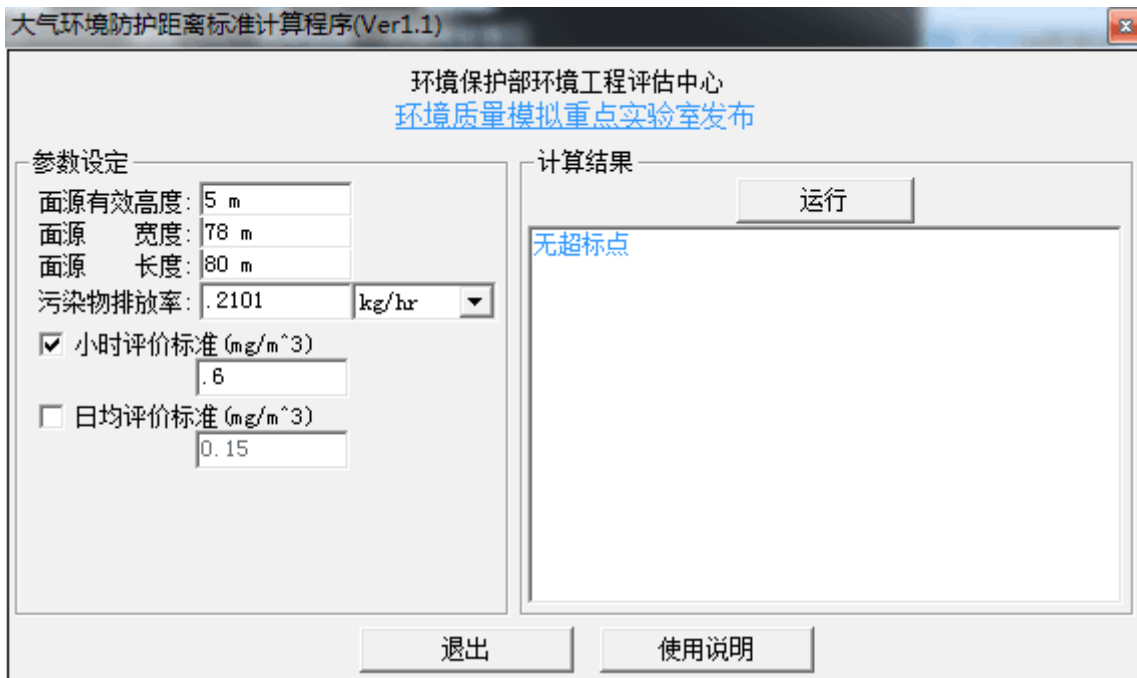 大气环境防护距离标准计算程序(Ver1.1)
环境保护部环境工程评估中心
环境质量模拟重点实验室发布
参数设定
面源有效高度: 5 m
面源 宽度: 78 m
面源 长度: 80 m
污染物排放率: .2101 kg/hr
小时评价标准(mg/m^3)
.6
日均评价标准(mg/m^3)
0.15
计算结果
运行
无超标点
退出 使用说明